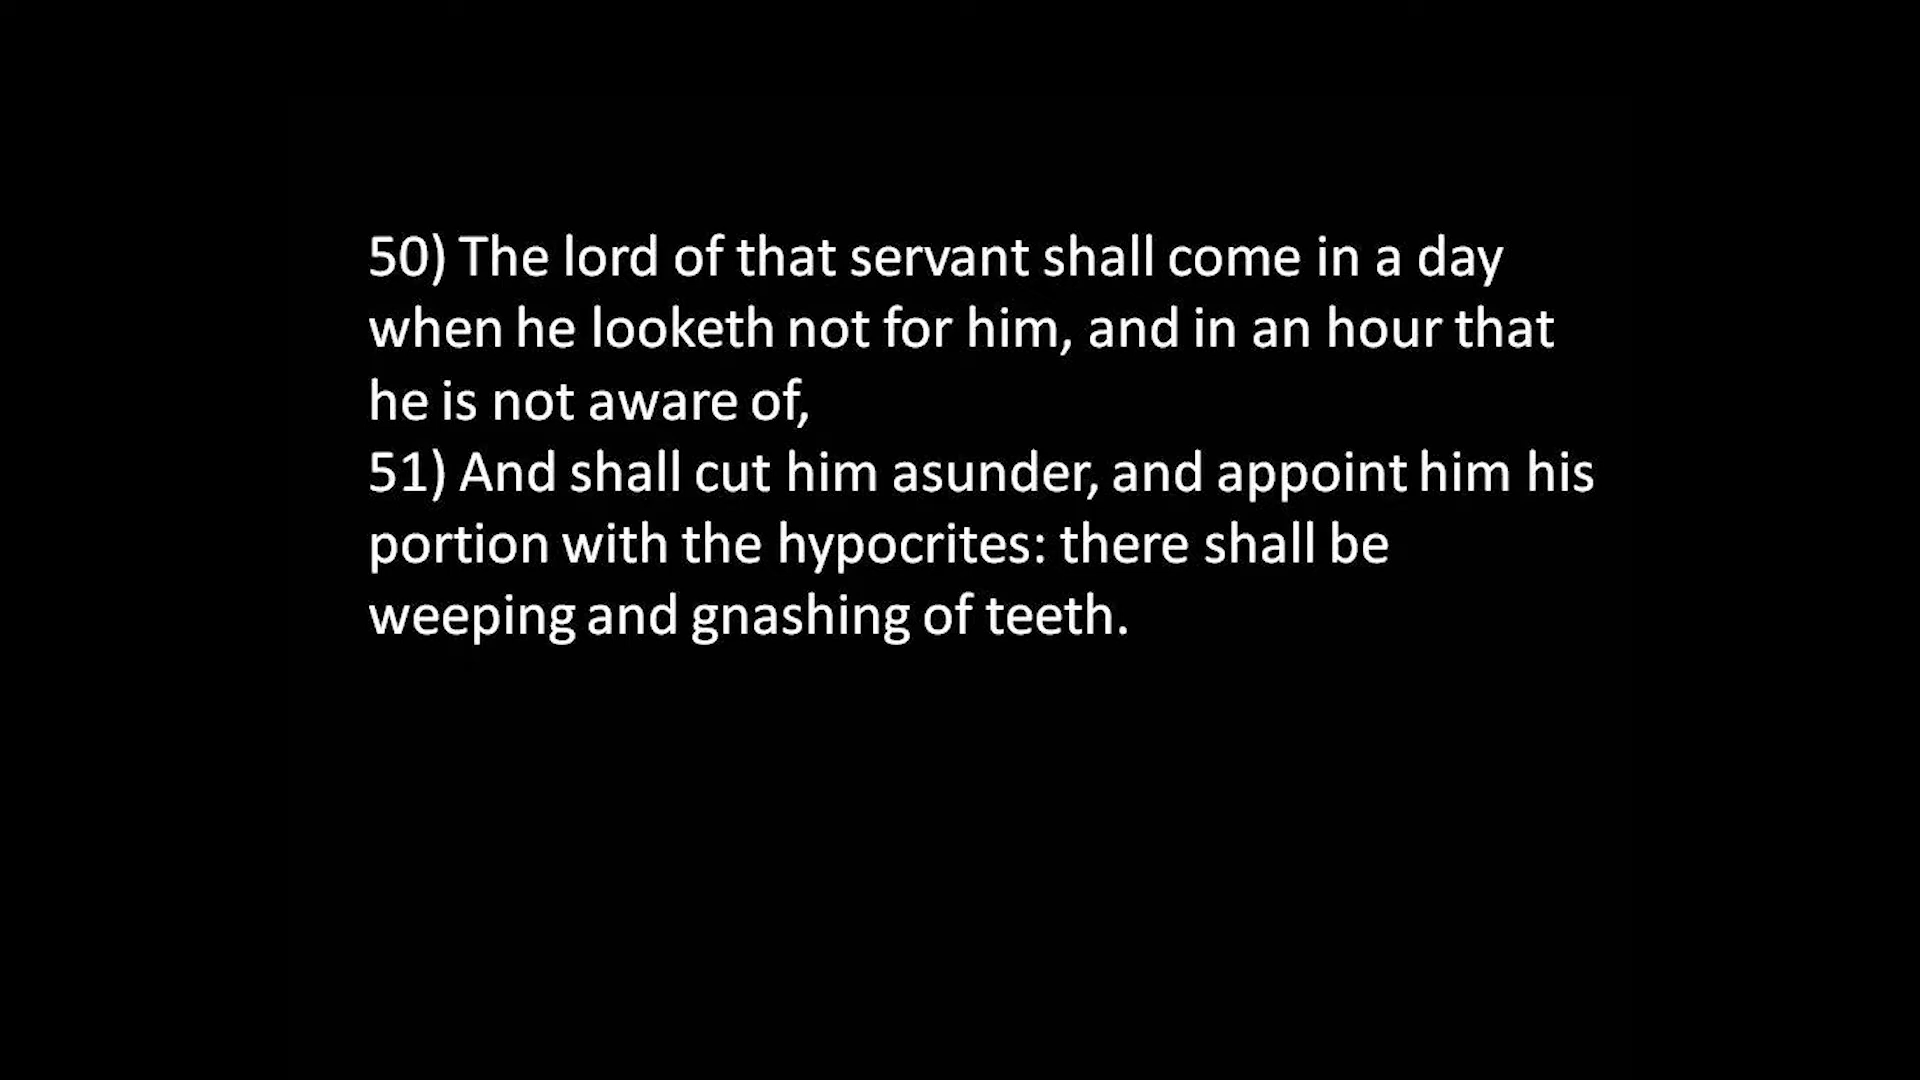 50) The lord of that servant shall come in a day
when he looketh not for him, and in an hour that
he is not aware of,
51) And shall cut him asunder, and appoint him his
portion with the hypocrites: there shall be
weeping and gnashing of teeth.